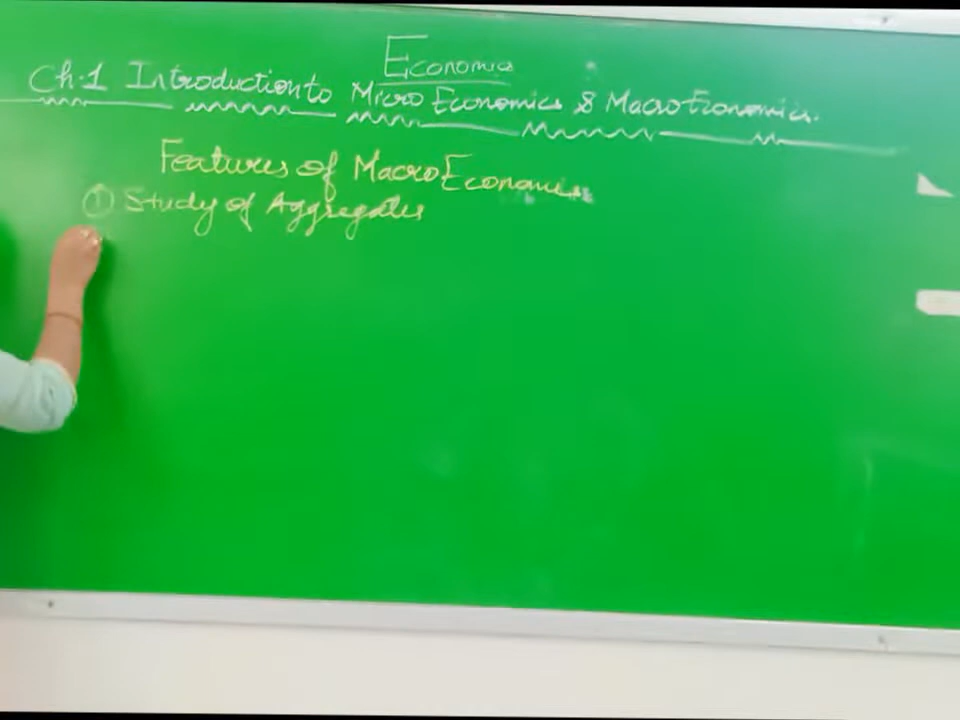 Economics
Ch.1 Introduction to Micro Economics & Macro Economics.
Features of Macro Economics
① Study of Aggregates